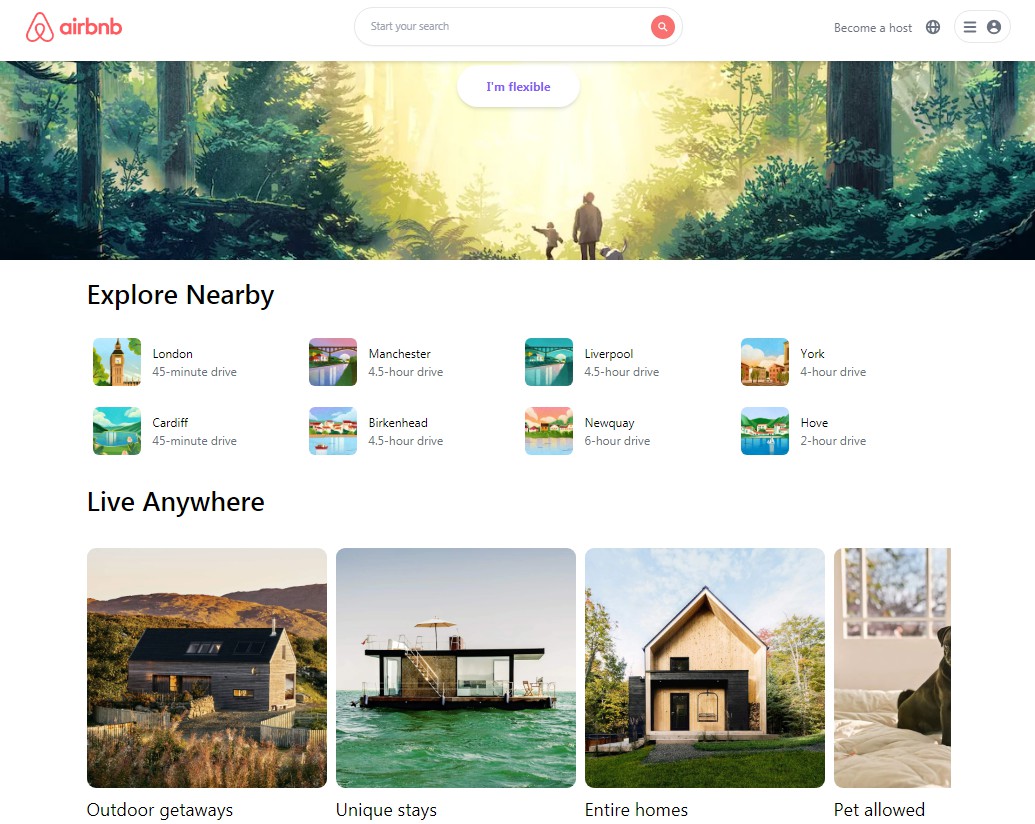 airbnb
Start your search
Become a host
I'm flexible
Explore Nearby
London
45-minute drive
Manchester
4.5-hour drive
Liverpool
4.5-hour drive
York
4-hour drive
Cardiff
45-minute drive
Birkenhead
4.5-hour drive
Newquay
6-hour drive
Hove
2-hour drive
Live Anywhere
Outdoor getaways
Unique stays
Entire homes
Pet allowed